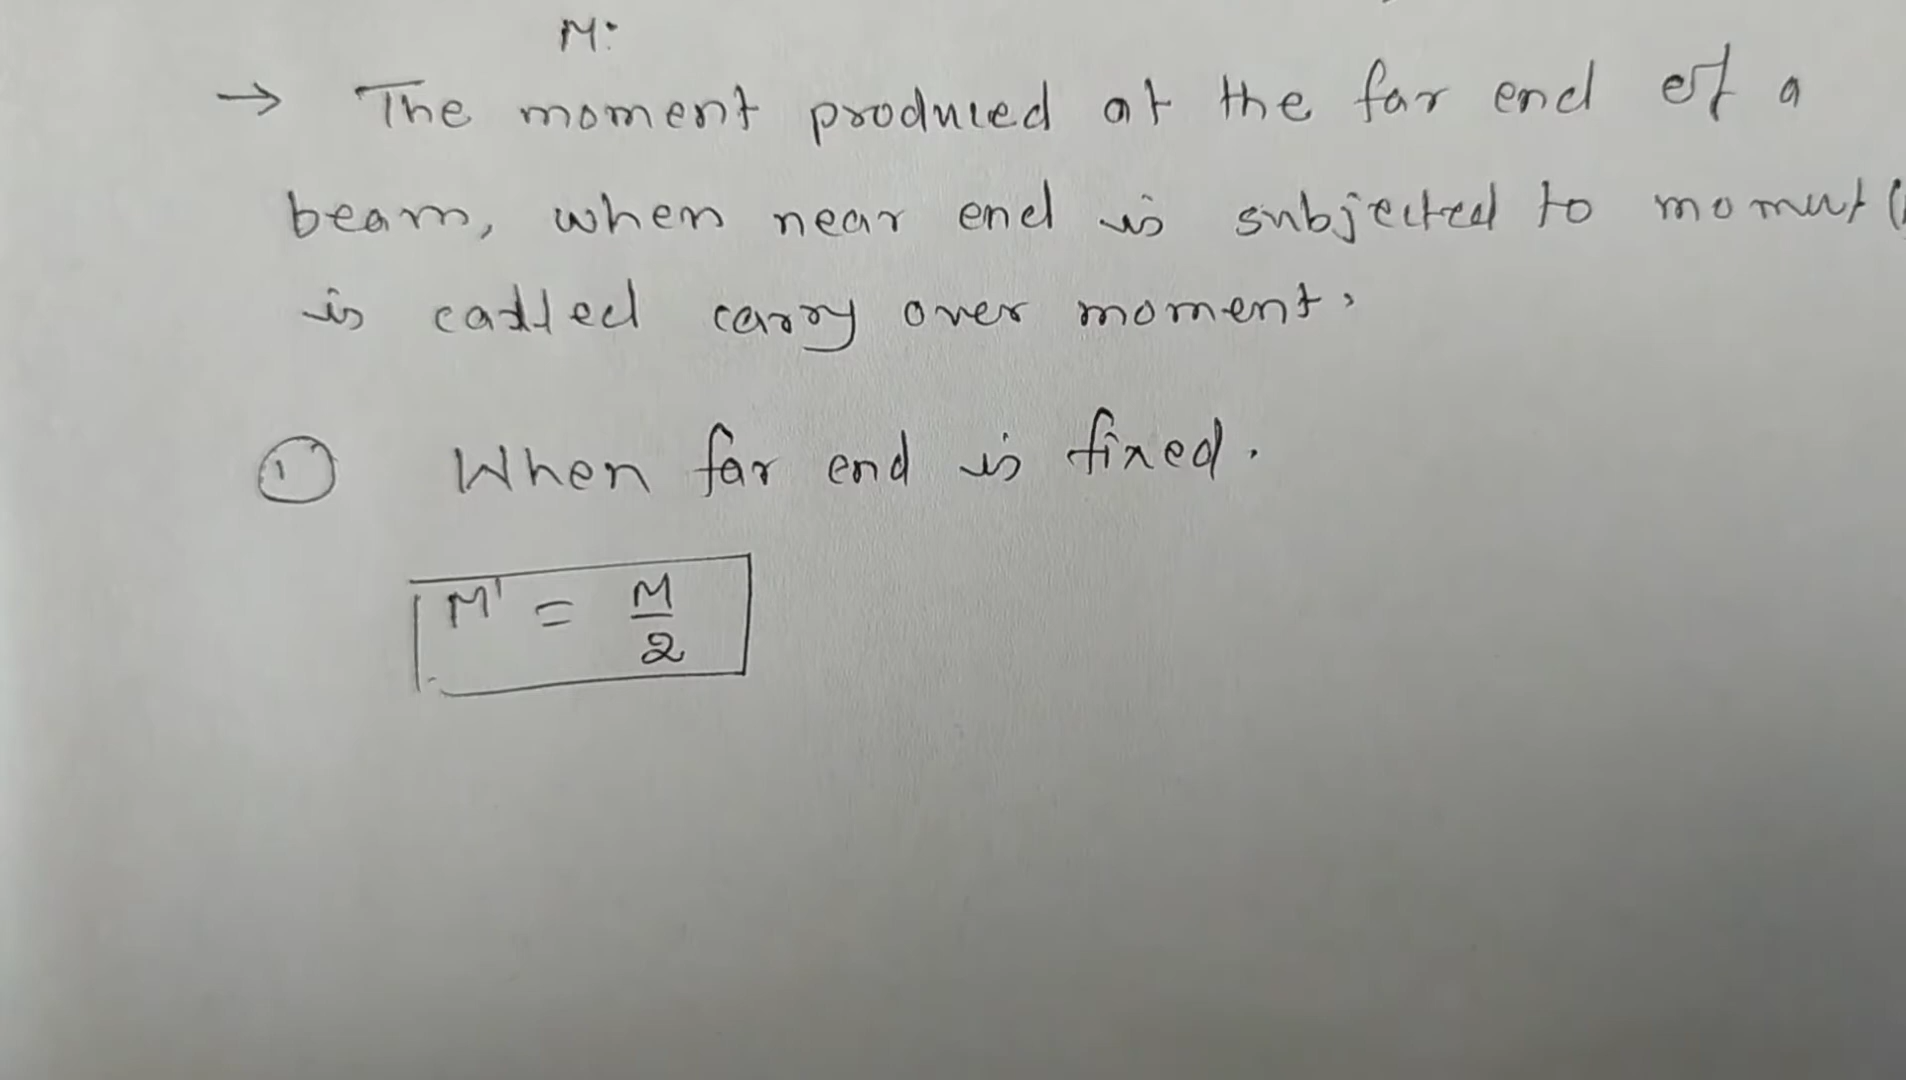 M:
→ The moment produced at the far end of a
beam, when near end is subjected to moment (
is called carry over moment.
① When far end is fixed.
M' = M/2